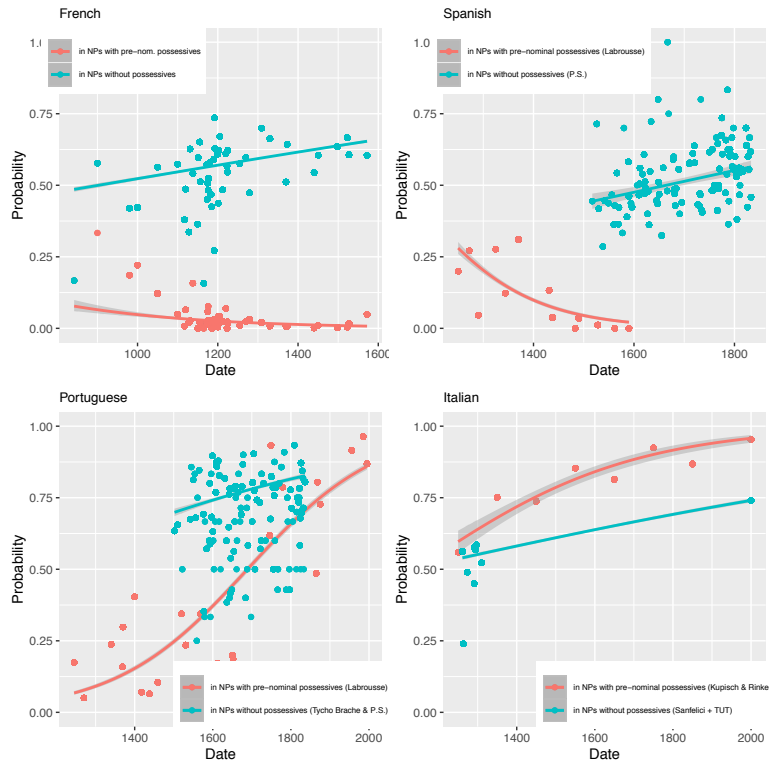 French
in NPs with pre-nom. possessives
in NPs without possessives
1.(
0.75
0.50
0.25
0.00
Probability
1000
1200
1400
1600
Date
Spanish
in NPs with pre-nominal possessives (Labrousse)
in NPs without possessives (P.S.)
1.0
0.75
0.50
0.25
0.00
Probability
1400
1600
1800
Date
Portuguese
1.00
0.75
0.50
0.25
0.00
Probability
in NPs with pre-nominal possessives (Labrousse)
in NPs without possessives (Tycho Brache & P.S.)
1400
1600
1800
2000
Date
Italian
1.00
0.75
0.50
0.25
0.00
Probability
in NPs with pre-nominal possessives (Kupisch & Rinke
in NPs without possessives (Sanfelici + TUT)
1400
1600
1800
2000
Date